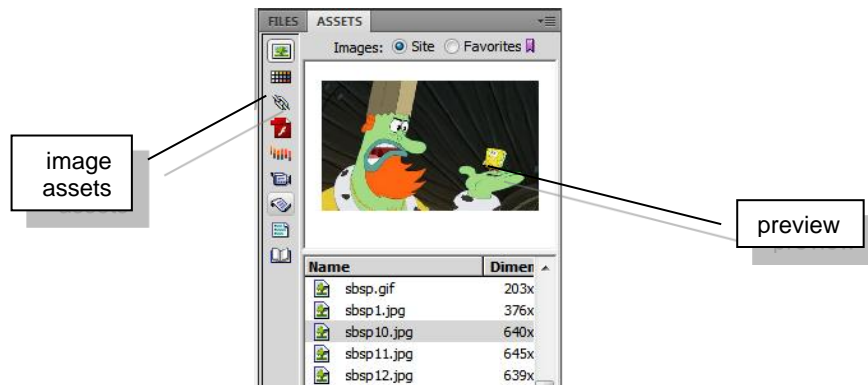 FILES ASSETS
Images: Site Favorites
image
assets
preview
Name Dimen
sbsp.gif 203x
sbsp1.jpg 376x
sbsp10.jpg 640x
sbsp11.jpg 645x
sbsp12.jpg 639x